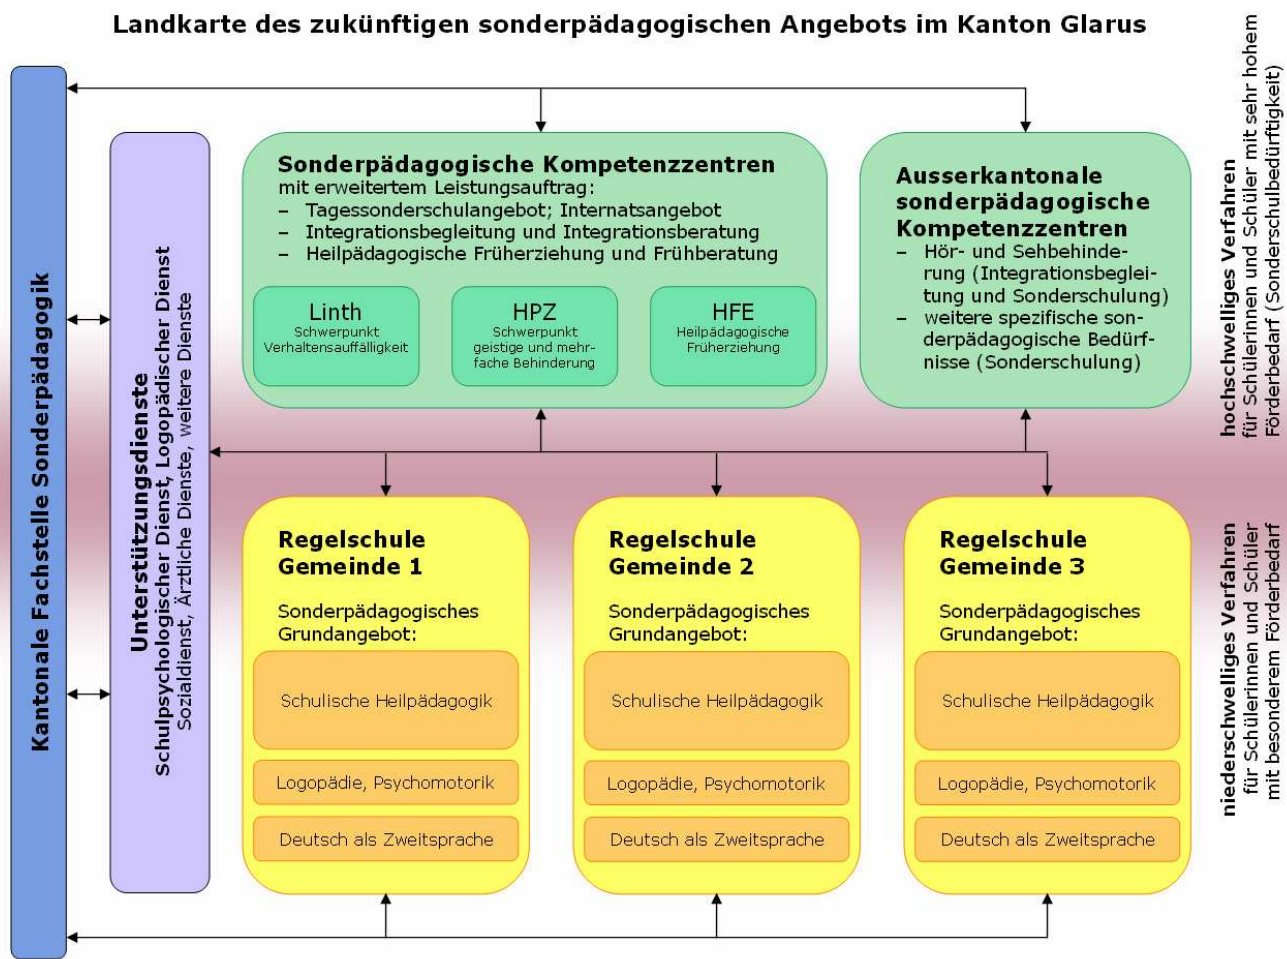 Landkarte des zukünftigen sonderpädagogischen Angebots im Kanton Glarus
Kantonale Fachstelle Sonderpädagogik
Unterstützungsdienste
Schulpsychologischer Dienst, Logopädischer Dienst
Sozialdienst, Ärztliche Dienste, weitere Dienste
Sonderpädagogische Kompetenzzentren
mit erweitertem Leistungsauftrag:
– Tagessonderschulangebot; Internatsangebot
– Integrationsbegleitung und Integrationsberatung
– Heilpädagogische Früherziehung und Frühberatung
Linth
Schwerpunkt
Verhaltensauffälligkeit
HPZ
Schwerpunkt
geistige und mehr-
fache Behinderung
HFE
Heilpädagogische
Früherziehung
Ausserkantonale
sonderpädagogische
Kompetenzzentren
– Hör- und Sehbehinde-
rung (Integrationsbeglei-
tung und Sonderschulung)
– weitere spezifische son-
derpädagogische Bedürf-
nisse (Sonderschulung)
hochschwelliges Verfahren
für Schülerinnen und Schüler mit sehr hohem
Förderbedarf (Sonderschulbedürftigkeit)
Regelschule
Gemeinde 1
Sonderpädagogisches
Grundangebot:
Schulische Heilpädagogik
Logopädie, Psychomotorik
Deutsch als Zweitsprache
Regelschule
Gemeinde 2
Sonderpädagogisches
Grundangebot:
Schulische Heilpädagogik
Logopädie, Psychomotorik
Deutsch als Zweitsprache
Regelschule
Gemeinde 3
Sonderpädagogisches
Grundangebot:
Schulische Heilpädagogik
Logopädie, Psychomotorik
Deutsch als Zweitsprache
niederschwelliges Verfahren
für Schülerinnen und Schüler
mit besonderem Förderbedarf